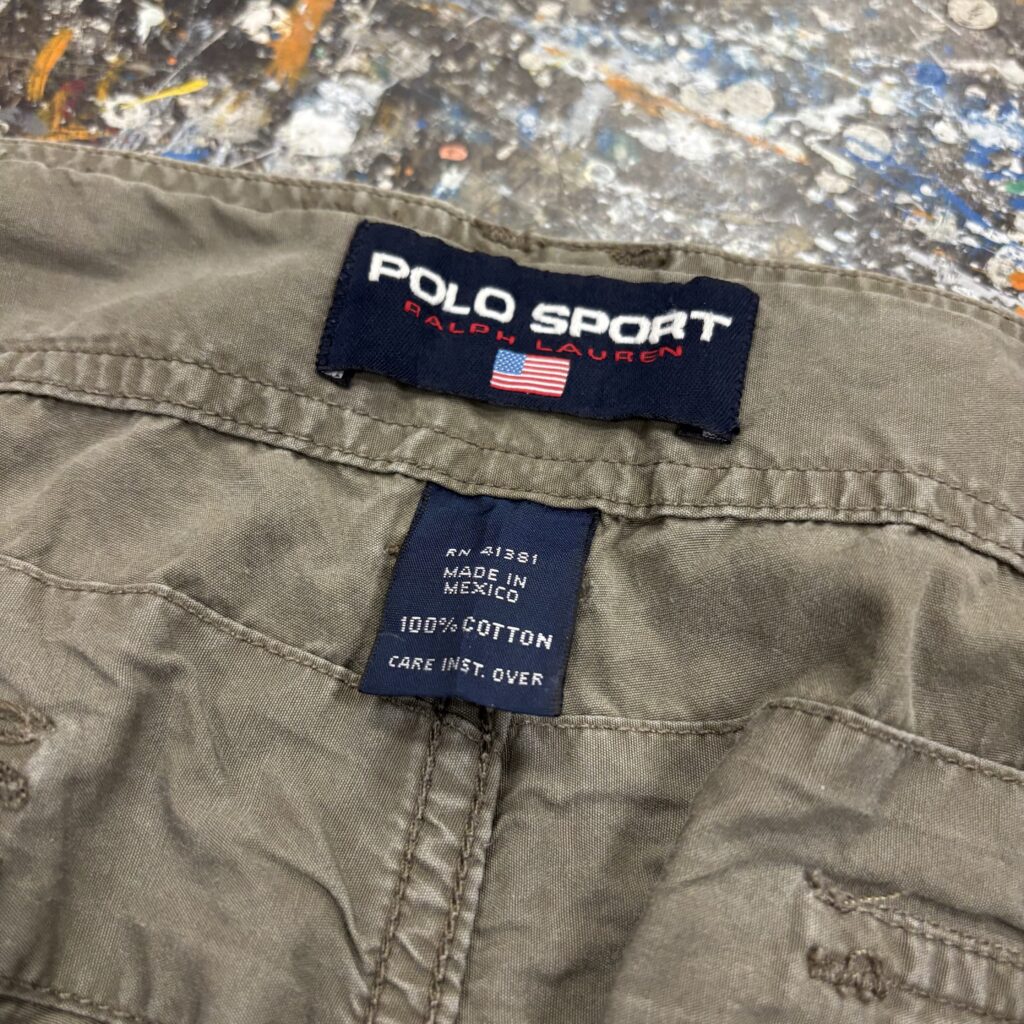 POLO SPORT
RALPH LAUREN
RN 41381
MADE IN
MEXICO
100% COTTON
CARE INST. OVER